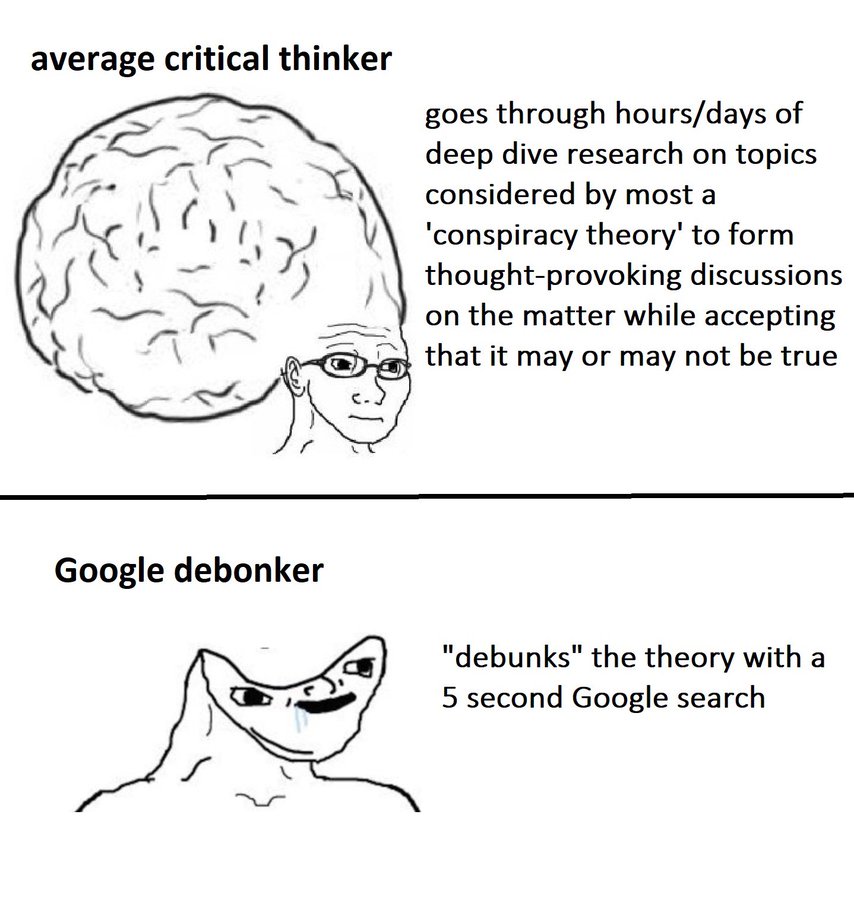 average critical thinker
goes through hours/days of
deep dive research on topics
considered by most a
'conspiracy theory' to form
thought-provoking discussions
on the matter while accepting
that it may or may not be true
Google debonker
"debunks" the theory with a
5 second Google search